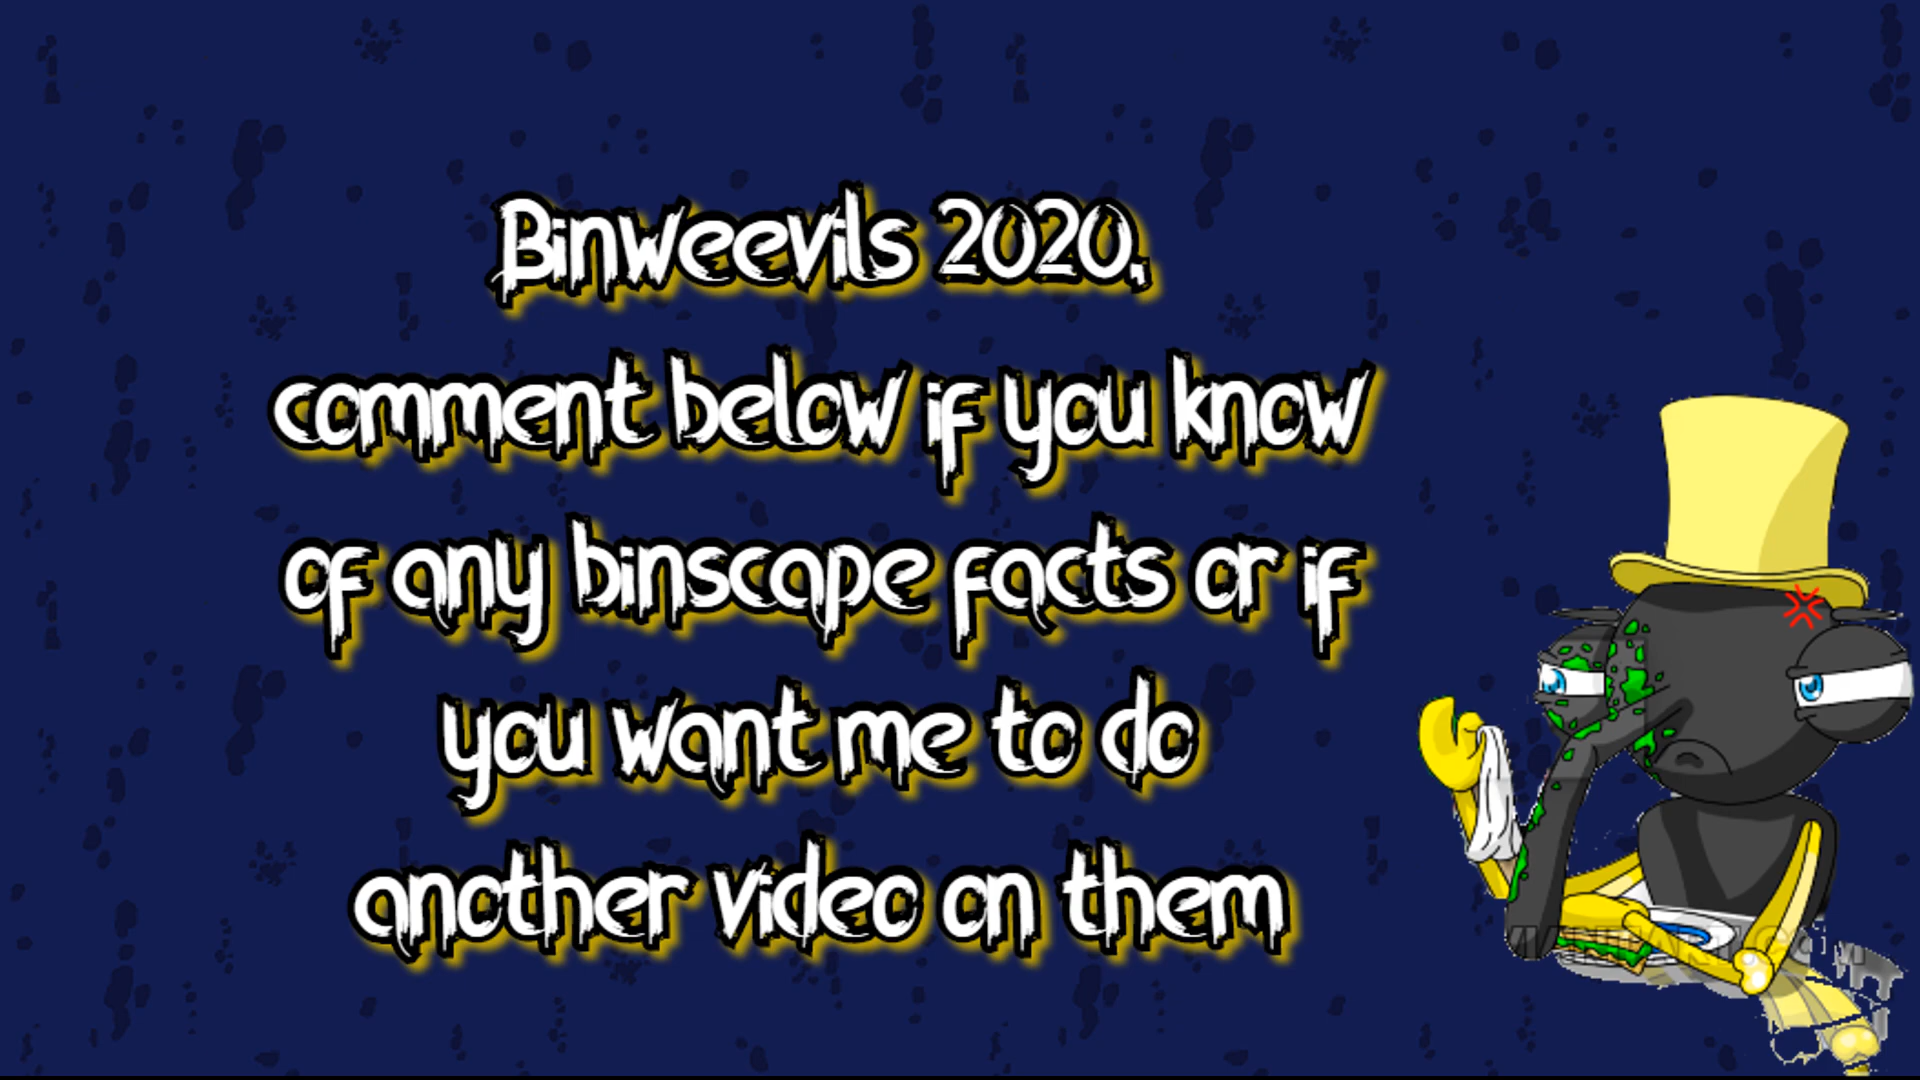 Binweevils 2020,
comment below if you know
of any binscape facts or if
you want me to do
another video on them